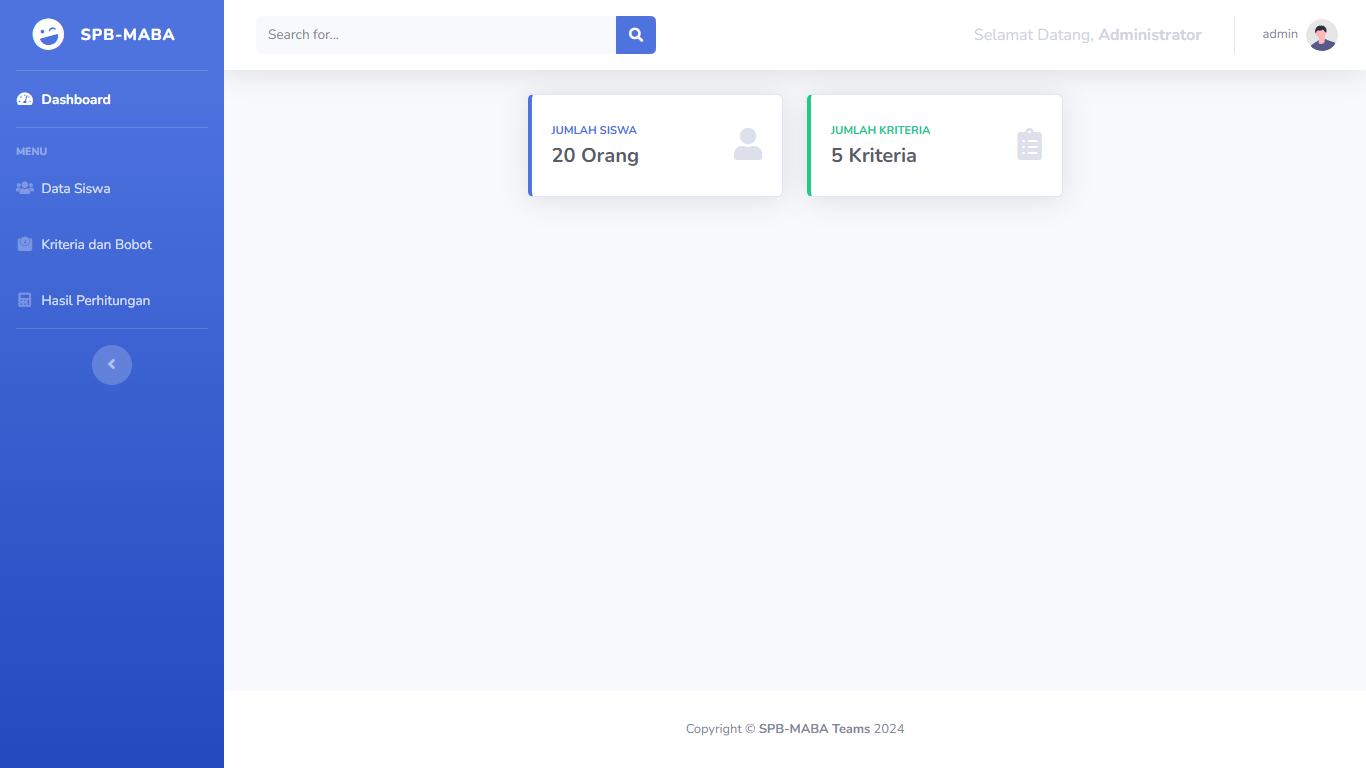 SPB-MABA
Search for...
Selamat Datang, Administrator
admin
Dashboard
MENU
Data Siswa
Kriteria dan Bobot
Hasil Perhitungan
JUMLAH SISWA
20 Orang
JUMLAH KRITERIA
5 Kriteria
Copyright © SPB-MABA Teams 2024